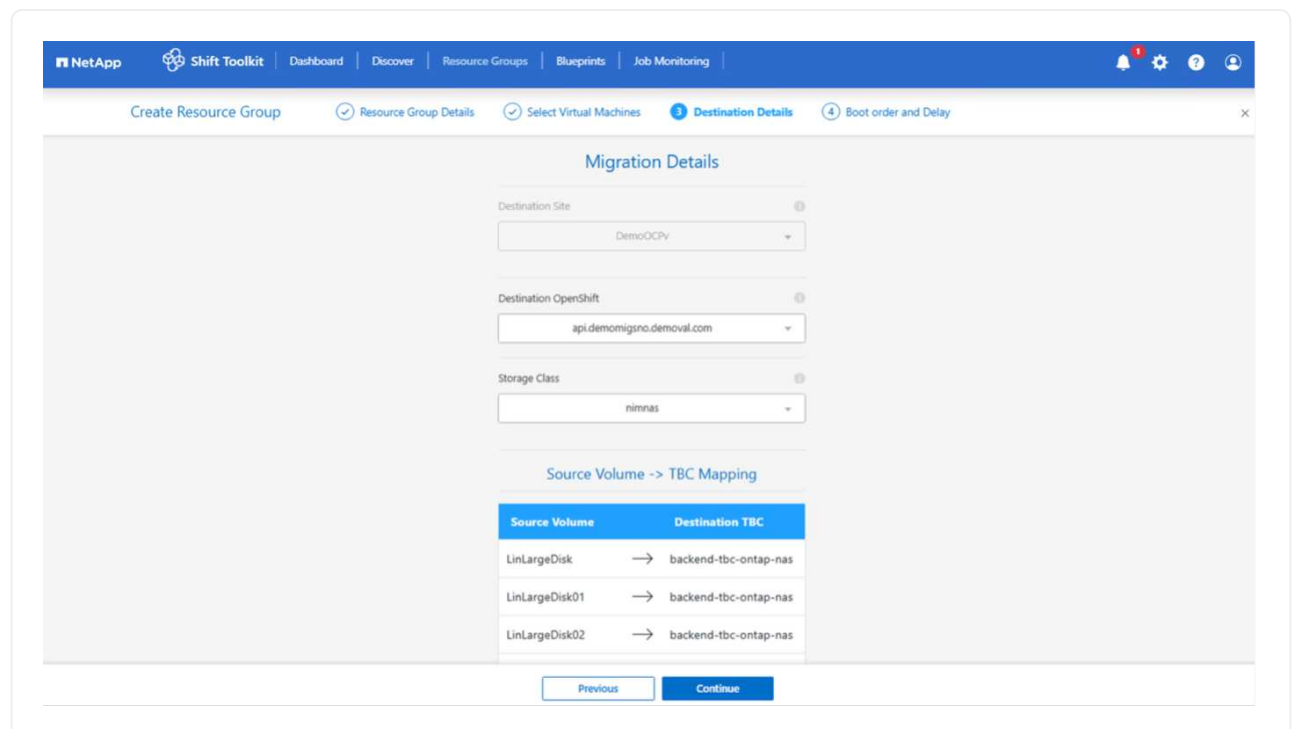 NetApp Shift Toolkit Dashboard Discover Resource Groups Blueprints Job Monitoring 1 ?
Create Resource Group Resource Group Details Select Virtual Machines 3 Destination Details 4 Boot order and Delay ×
Migration Details
Destination Site
DemoOCPv
Destination OpenShift
api.demomigsno.demoval.com
Storage Class
nimnas
Source Volume -> TBC Mapping
Source Volume Destination TBC
LinLargeDisk → backend-tbc-ontap-nas
LinLargeDisk01 → backend-tbc-ontap-nas
LinLargeDisk02 → backend-tbc-ontap-nas
Previous Continue